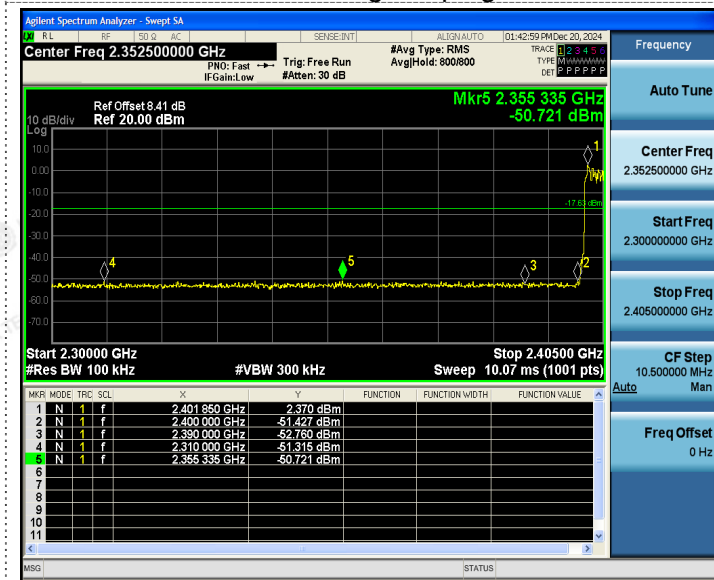 Agilent Spectrum Analyzer - Swept SA
RL RF 50 Ω AC SENSE:INT ALIGNAUTO 01:42:59 PM Dec 20, 2024
Center Freq 2.352500000 GHz
PNO: Fast
IFGain:Low
Trig: Free Run
#Atten: 30 dB
#Avg Type: RMS
Avg|Hold: 800/800
TRACE 1 2 3 4 5 6
TYPE M
DET P P P P P P
Ref Offset 8.41 dB
Ref 20.00 dBm
10 dB/div
Log
Mkr5 2.355 335 GHz
-50.721 dBm
10.0
0.00
-10.0
-20.0
-30.0
-40.0
-50.0
-60.0
-70.0
-17.63 dBm
1
2
3
4
5
Start 2.30000 GHz Stop 2.40500 GHz
#Res BW 100 kHz #VBW 300 kHz Sweep 10.07 ms (1001 pts)
MKR MODE TRC SCL X Y FUNCTION FUNCTION WIDTH FUNCTION VALUE
1 N 1 f 2.401 850 GHz 2.370 dBm
2 N 1 f 2.400 000 GHz -51.427 dBm
3 N 1 f 2.390 000 GHz -52.760 dBm
4 N 1 f 2.310 000 GHz -51.315 dBm
5 N 1 f 2.355 335 GHz -50.721 dBm
6
7
8
9
10
11
MSG STATUS
Frequency
Auto Tune
Center Freq
2.352500000 GHz
Start Freq
2.300000000 GHz
Stop Freq
2.405000000 GHz
CF Step
10.500000 MHz
Auto Man
Freq Offset
0 Hz